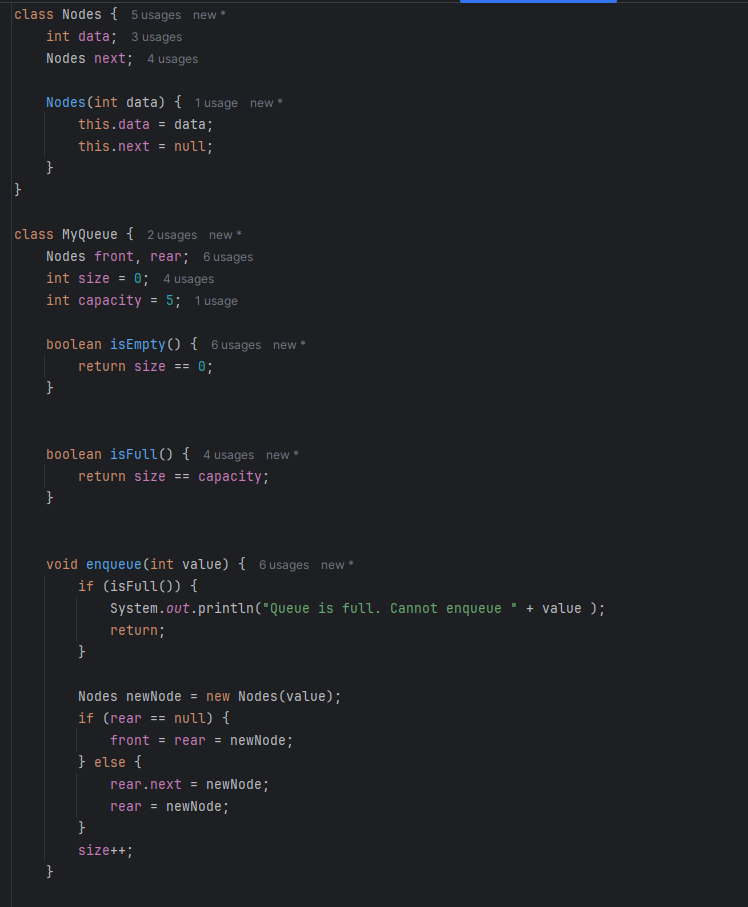 class Nodes {  5 usages  new *
    int data;  3 usages
    Nodes next;  4 usages

    Nodes(int data) {  1 usage  new *
        this.data = data;
        this.next = null;
    }
}

class MyQueue {  2 usages  new *
    Nodes front, rear;  6 usages
    int size = 0;  4 usages
    int capacity = 5;  1 usage

    boolean isEmpty() {  6 usages  new *
        return size == 0;
    }


    boolean isFull() {  4 usages  new *
        return size == capacity;
    }


    void enqueue(int value) {  6 usages  new *
        if (isFull()) {
            System.out.println("Queue is full. Cannot enqueue " + value );
            return;
        }

        Nodes newNode = new Nodes(value);
        if (rear == null) {
            front = rear = newNode;
        } else {
            rear.next = newNode;
            rear = newNode;
        }
        size++;
    }